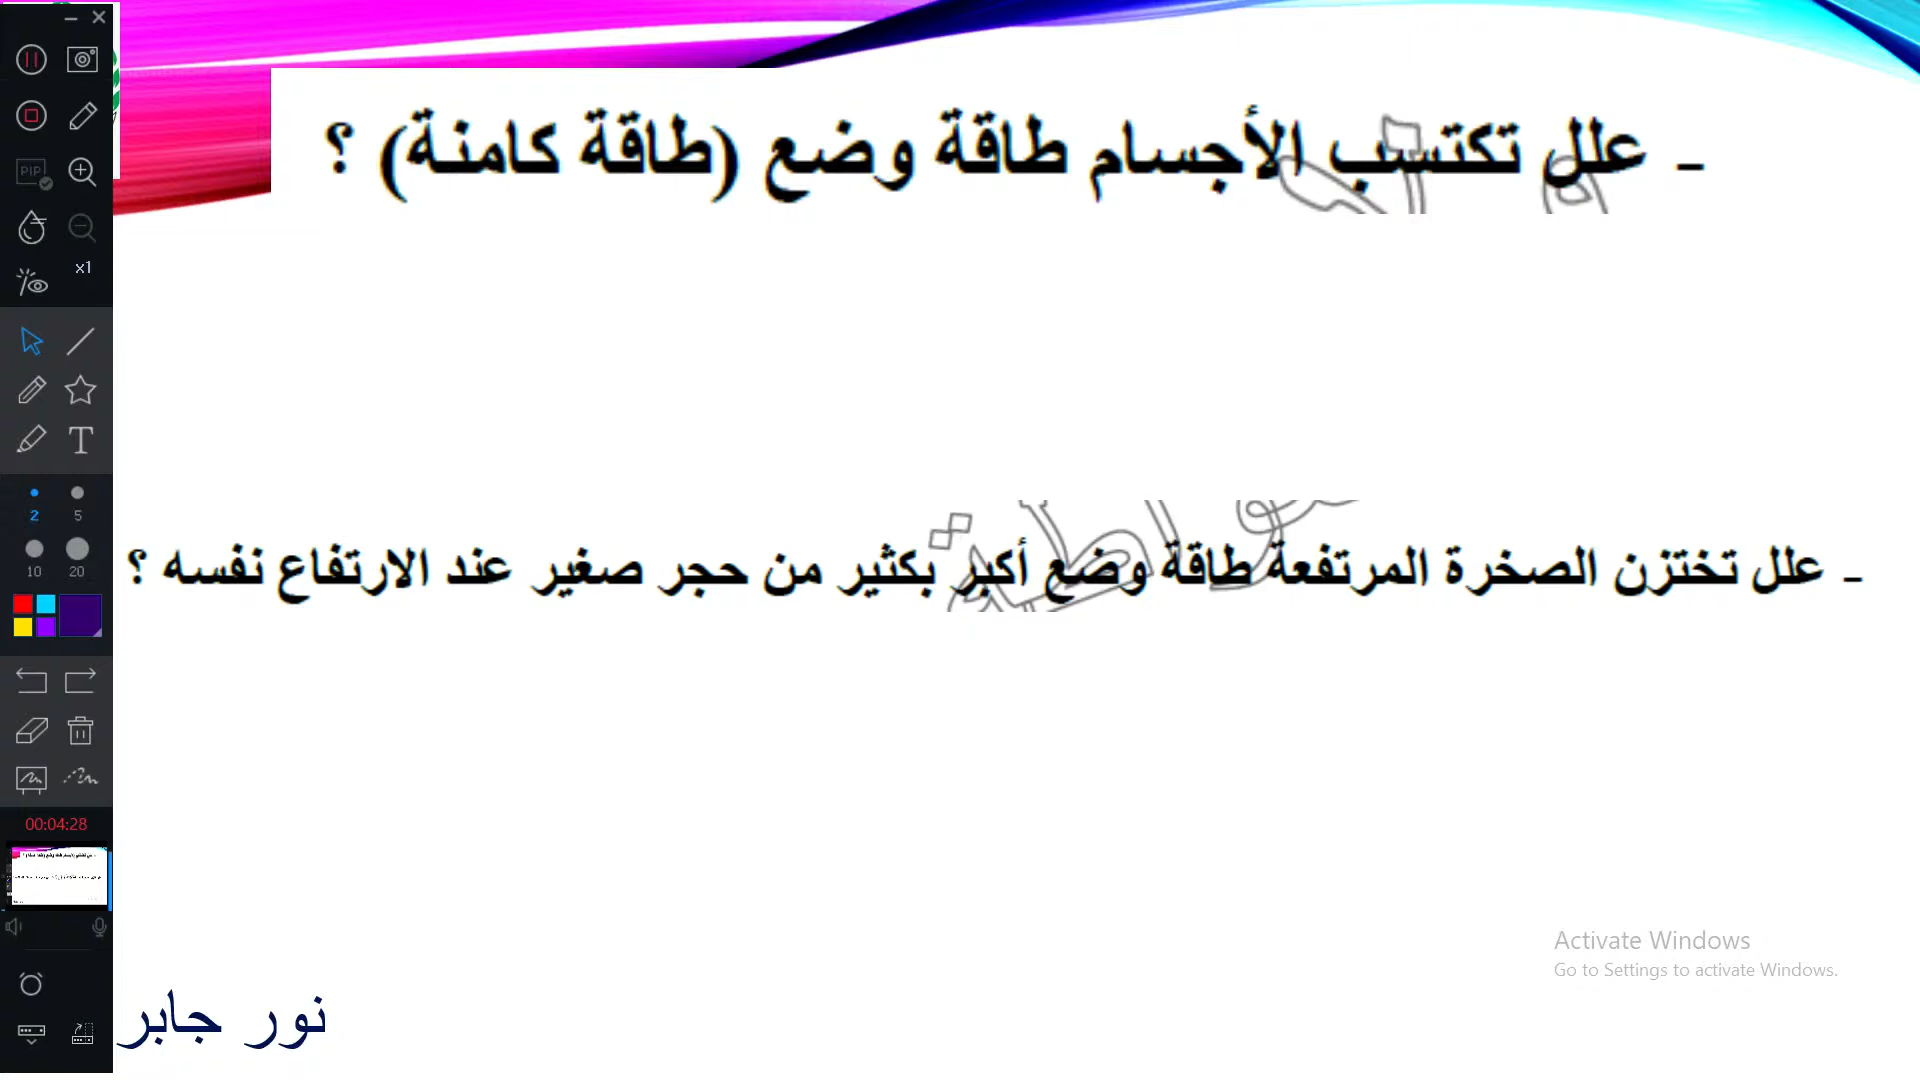 - علل تكتسب الأجسام طاقة وضع (طاقة كامنة) ؟
- علل تختزن الصخرة المرتفعة طاقة وضع أكبر بكثير من حجر صغير عند الارتفاع نفسه ؟
PIP
x1
T
2 5
10 20
00:04:28
Activate Windows
Go to Settings to activate Windows.
نور جابر